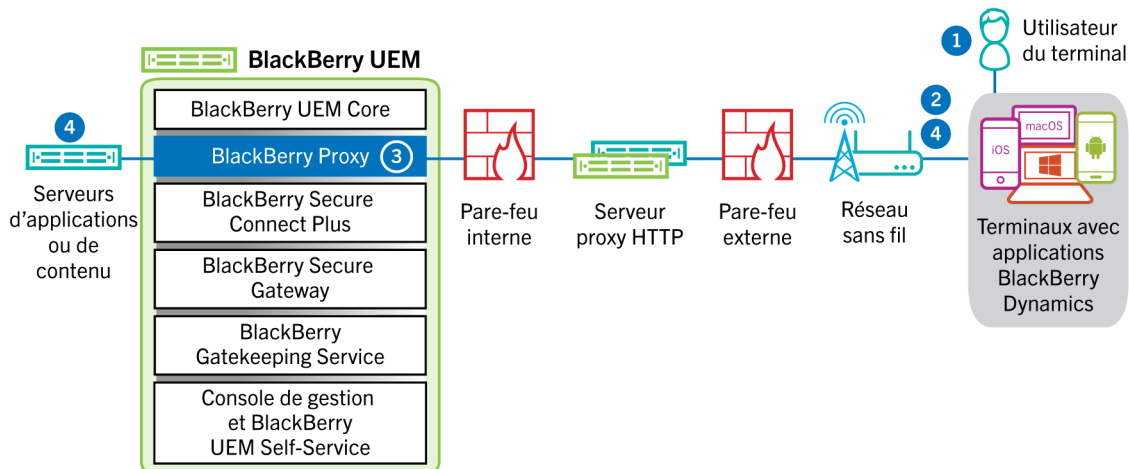 BlackBerry UEM
BlackBerry UEM Core
BlackBerry Proxy 3
BlackBerry Secure
Connect Plus
BlackBerry Secure
Gateway
BlackBerry
Gatekeeping Service
Console de gestion
et BlackBerry
UEM Self-Service
4
Serveurs
d'applications
ou de
contenu
Pare-feu
interne
Serveur
proxy HTTP
Pare-feu
externe
2
4
Réseau
sans fil
1
Utilisateur
du terminal
macOS
iOS
Terminaux avec
applications
BlackBerry
Dynamics